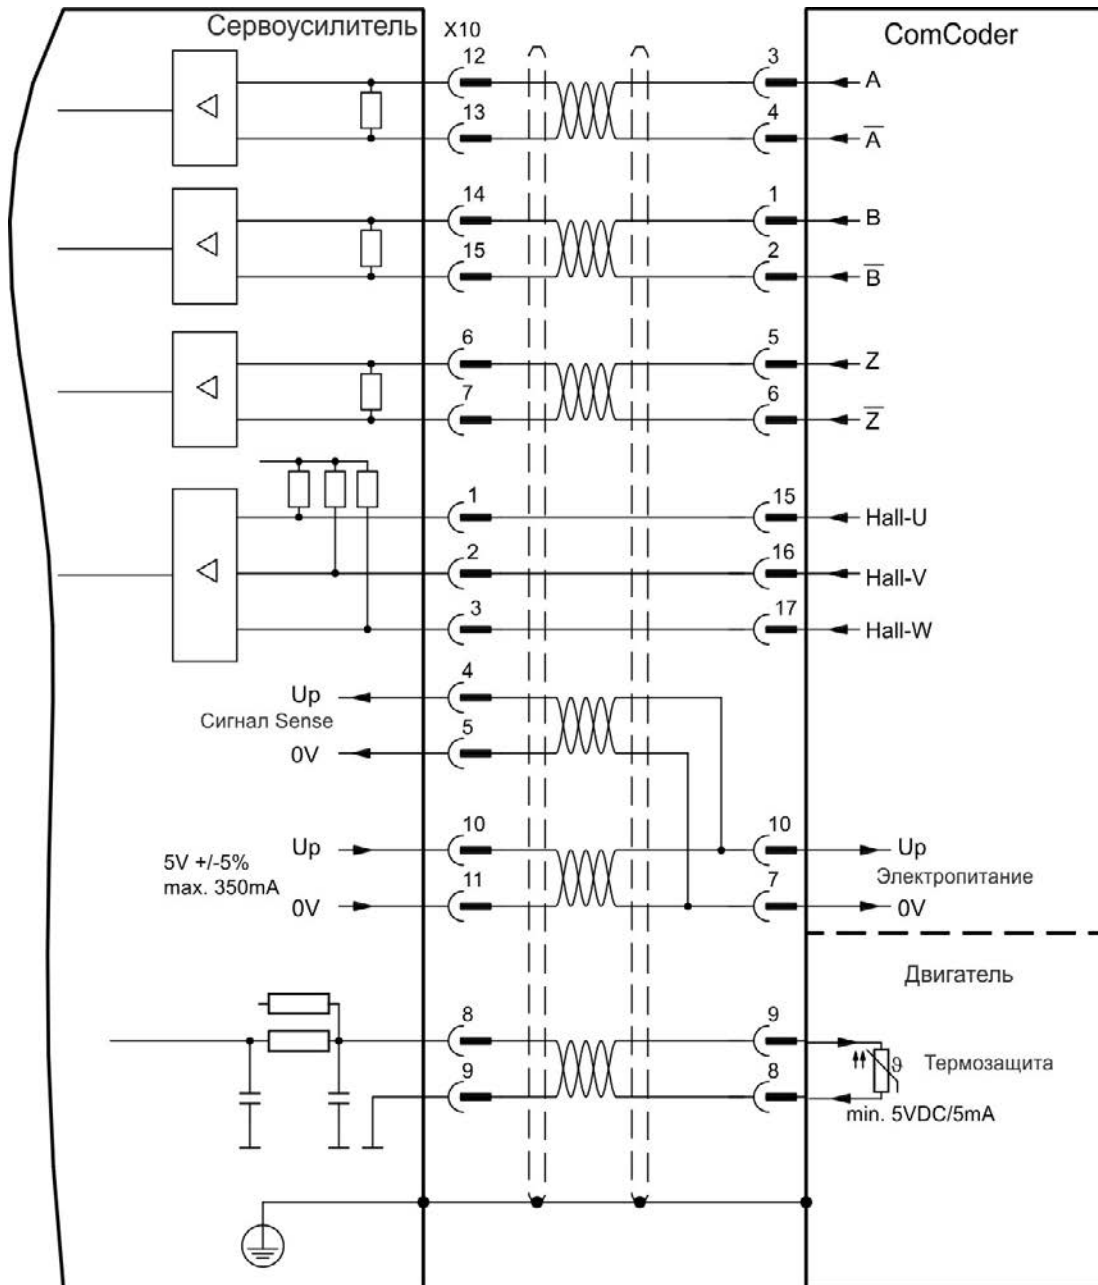 Сервоусилитель
X10
ComCoder
12
3
A
13
4
A̅
14
1
B
15
2
B̅
6
5
Z
7
6
Z̅
1
15
Hall-U
2
16
Hall-V
3
17
Hall-W
4
Up
Сигнал Sense
5
0V
10
10
Up
Up
5V +/-5%
max. 350mA
Электропитание
11
7
0V
0V
Двигатель
8
9
ϑ
Термозащита
9
8
min. 5VDC/5mA